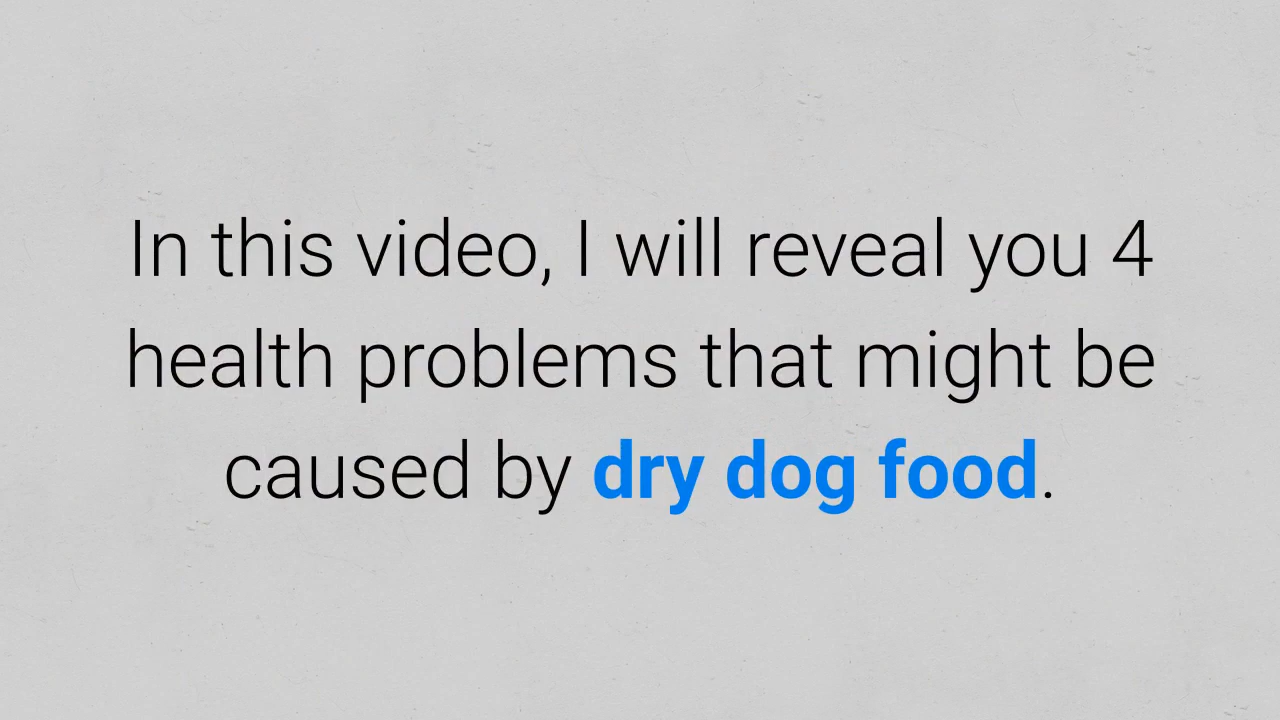 In this video, I will reveal you 4
health problems that might be
caused by dry dog food.